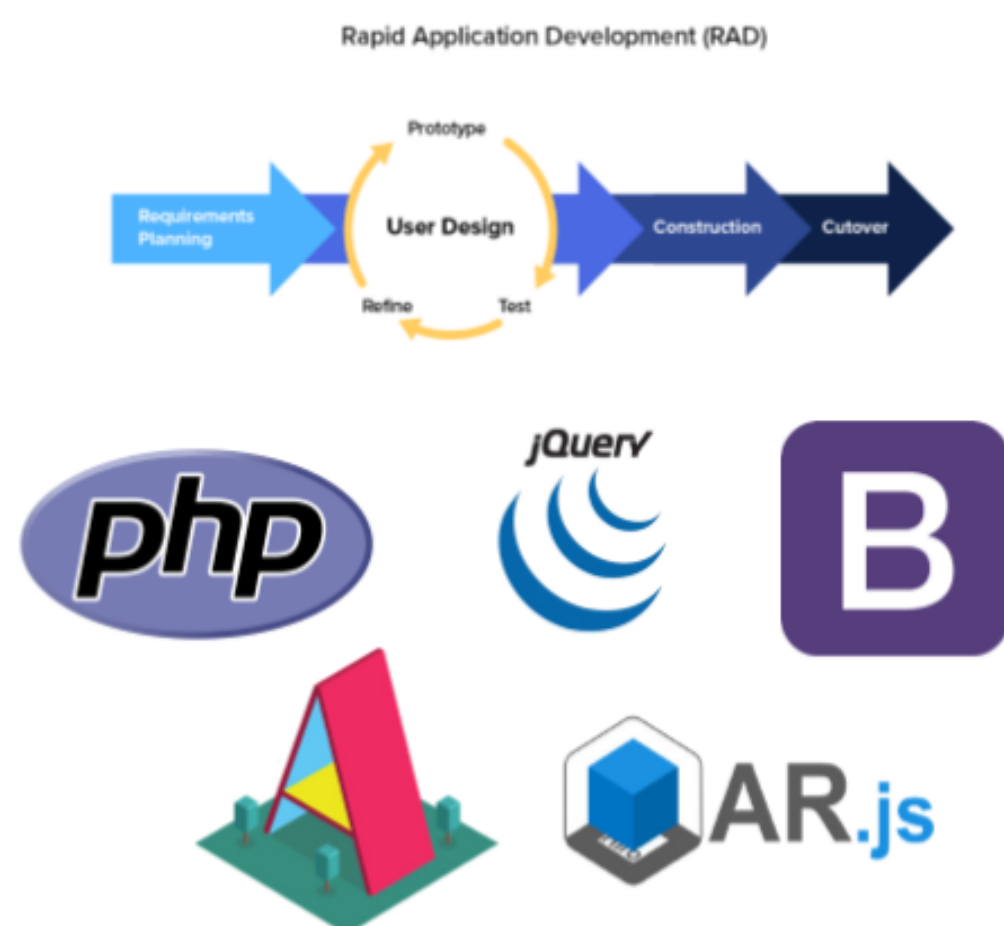 Rapid Application Development (RAD)
Prototype
Requirements
Planning
User Design
Construction
Cutover
Refine
Test
php
jQuery
B
AR.js